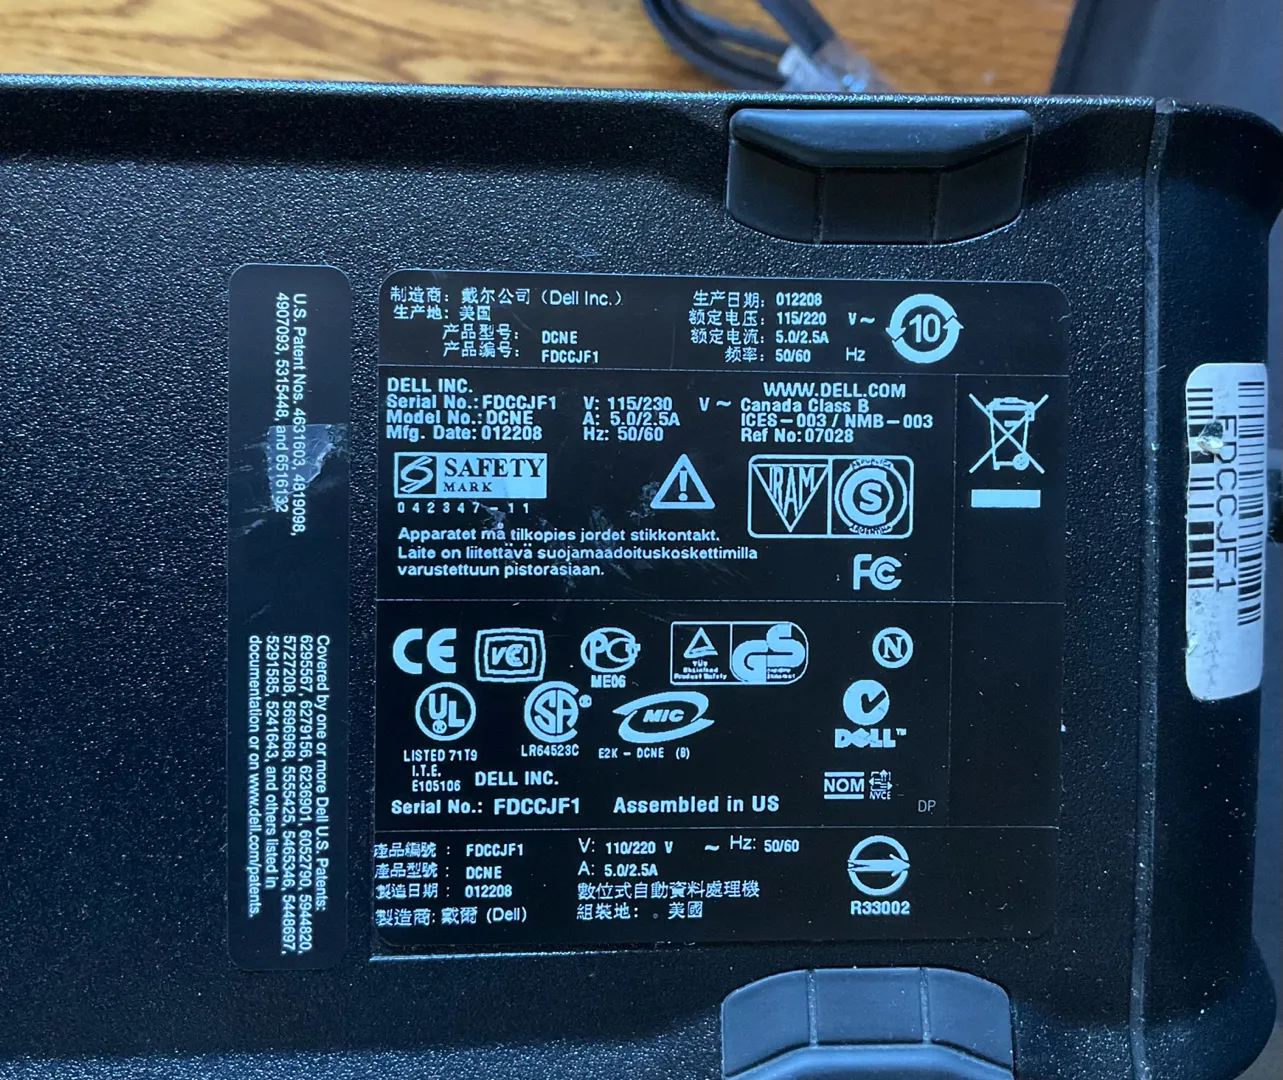 制造商: 戴尔公司 (Dell Inc.)
生产地: 美国
产品型号: DCNE
产品编号: FDCCJF1
生产日期: 012208
额定电压: 115/220 V~
额定电流: 5.0/2.5A
频率: 50/60 Hz
10
DELL INC.
Serial No.: FDCCJF1
Model No.: DCNE
Mfg. Date: 012208
V: 115/230 V~
A: 5.0/2.5A
Hz: 50/60
WWW.DELL.COM
Canada Class B
ICES-003 / NMB-003
Ref No: 07028
S SAFETY
MARK
042347-11
IRAM
S
ARGENTINA
Apparatet må tilkoples jordet stikkontakt.
Laite on liitettävä suojamaadoituskoskettimilla
varustettuun pistorasiaan.
FC
CE
VCI
PG
ME06
TÜV
Rheinland
Product Safety
GS
N
UL
LISTED 71T9
I.T.E.
E105106
SA
LR64523C
MIC
E2K - DCNE (B)
DELL™
DELL INC.
Serial No.: FDCCJF1
Assembled in US
NOM
NYCE
DP
產品編號: FDCCJF1
產品型號: DCNE
製造日期: 012208
製造商: 戴爾 (Dell)
V: 110/220 V ~ Hz: 50/60
A: 5.0/2.5A
數位式自動資料處理機
組裝地: 美國
R33002
U.S. Patent Nos. 4631603, 4819098,
4907093, 5315448, and 6516132
Covered by one or more Dell U.S. Patents:
6295567, 6279156, 6236901, 6052790, 5944820,
5727208, 5696968, 5555425, 5465346, 5448697,
5291585, 5241643, and others listed in
documentation or on www.dell.com/patents.
FDCCJF1